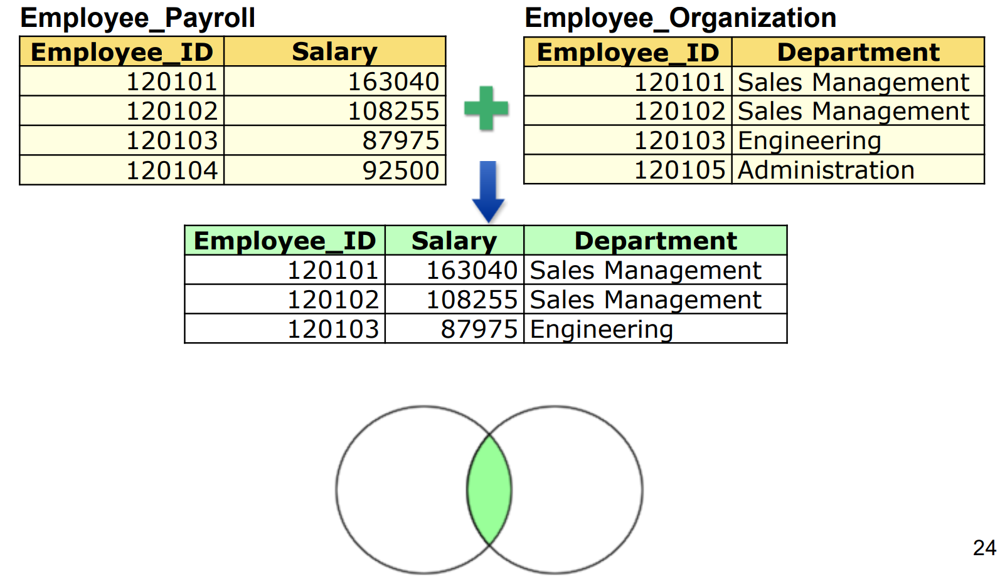 Employee_Payroll
Employee_ID Salary
120101 163040
120102 108255
120103 87975
120104 92500
Employee_Organization
Employee_ID Department
120101 Sales Management
120102 Sales Management
120103 Engineering
120105 Administration
Employee_ID Salary Department
120101 163040 Sales Management
120102 108255 Sales Management
120103 87975 Engineering
24